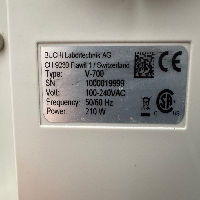 BUCHI Labortechnik AG
CH-9230 Flawil 1 / Switzerland
Type: V-700
SN: 1000019999
Volt: 100-240VAC
Frequency: 50/60 Hz
Power: 210 W